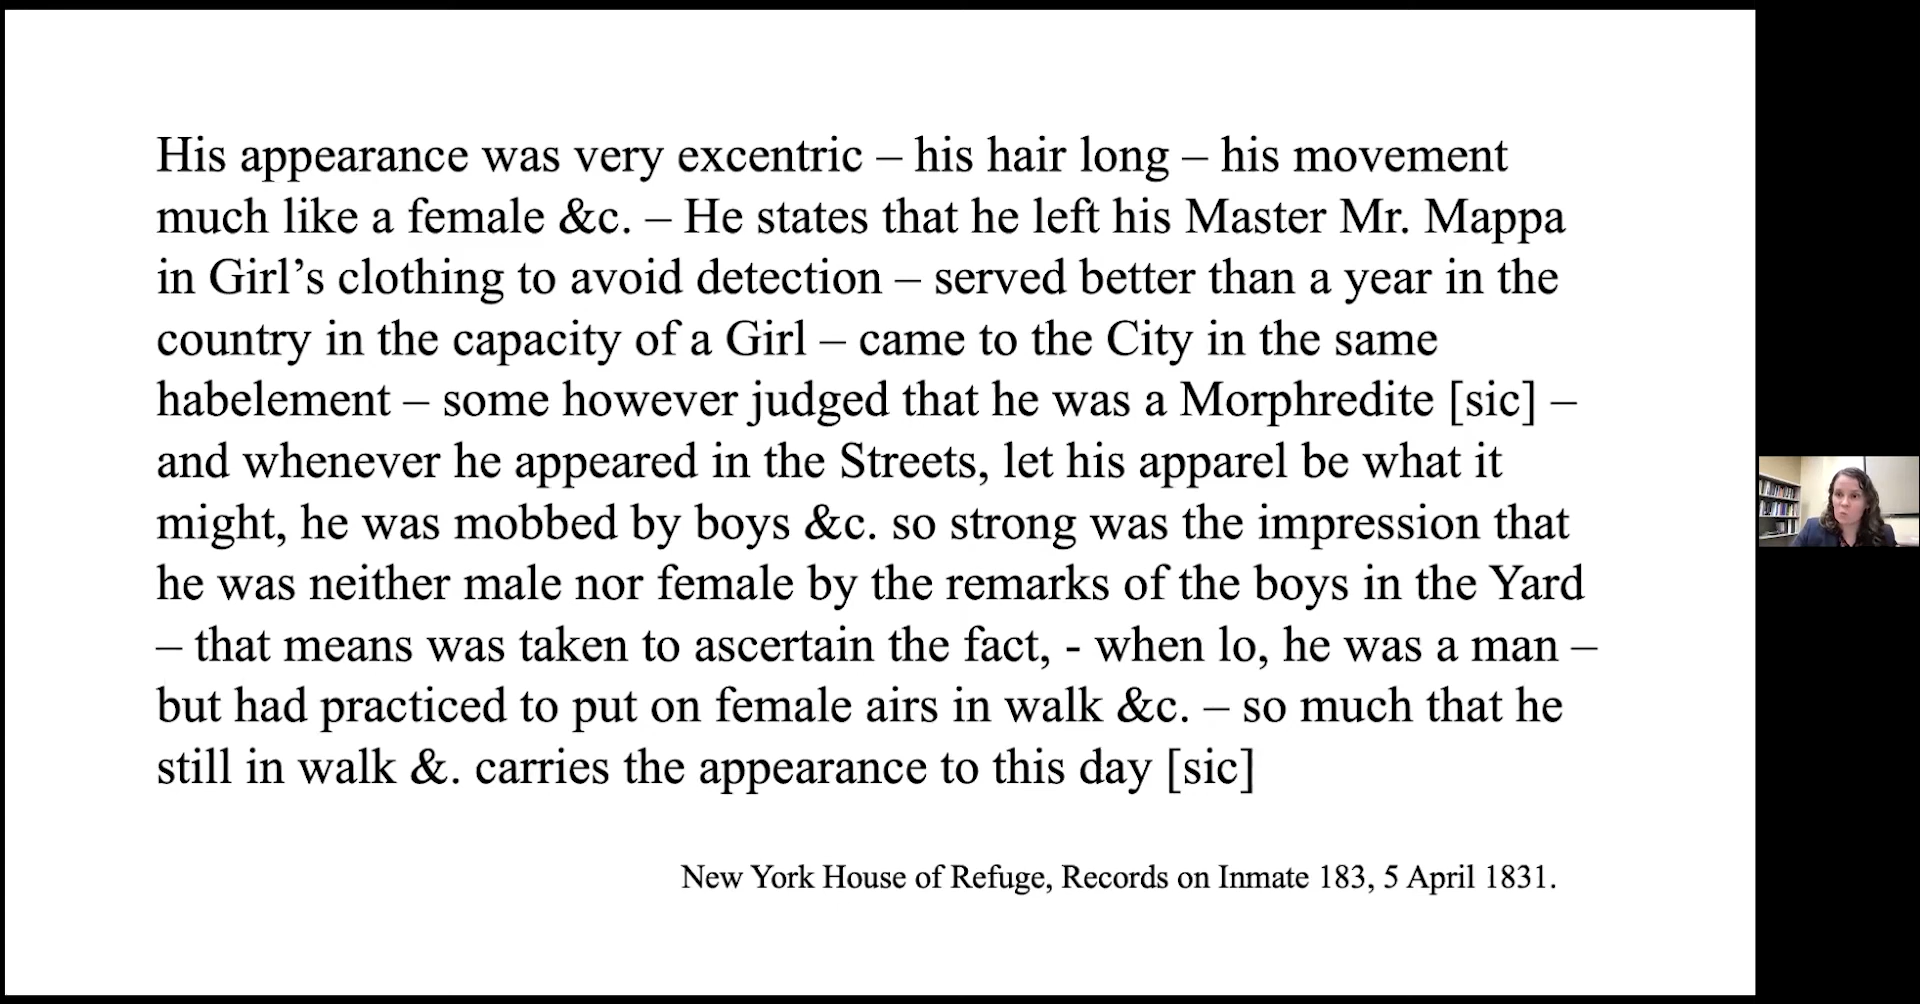 His appearance was very excentric – his hair long – his movement
much like a female &c. – He states that he left his Master Mr. Mappa
in Girl’s clothing to avoid detection – served better than a year in the
country in the capacity of a Girl – came to the City in the same
habelement – some however judged that he was a Morphredite [sic] –
and whenever he appeared in the Streets, let his apparel be what it
might, he was mobbed by boys &c. so strong was the impression that
he was neither male nor female by the remarks of the boys in the Yard
– that means was taken to ascertain the fact, - when lo, he was a man –
but had practiced to put on female airs in walk &c. – so much that he
still in walk &. carries the appearance to this day [sic]
New York House of Refuge, Records on Inmate 183, 5 April 1831.